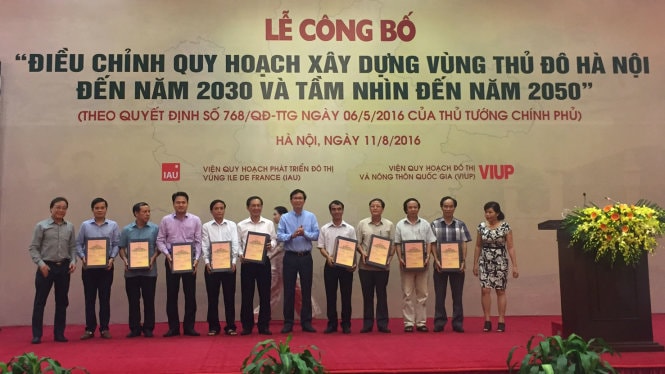 LỄ CÔNG BỐ
“ĐIỀU CHỈNH QUY HOẠCH XÂY DỰNG VÙNG THỦ ĐÔ HÀ NỘI
ĐẾN NĂM 2030 VÀ TẦM NHÌN ĐẾN NĂM 2050”
(THEO QUYẾT ĐỊNH SỐ 768/QĐ-TTG NGÀY 06/5/2016 CỦA THỦ TƯỚNG CHÍNH PHỦ)
HÀ NỘI, NGÀY 11/8/2016
IAU
VIỆN QUY HOẠCH PHÁT TRIỂN ĐÔ THỊ
VÙNG ILE DE FRANCE (IAU)
VIỆN QUY HOẠCH ĐÔ THỊ
VÀ NÔNG THÔN QUỐC GIA (VIUP)
VIUP